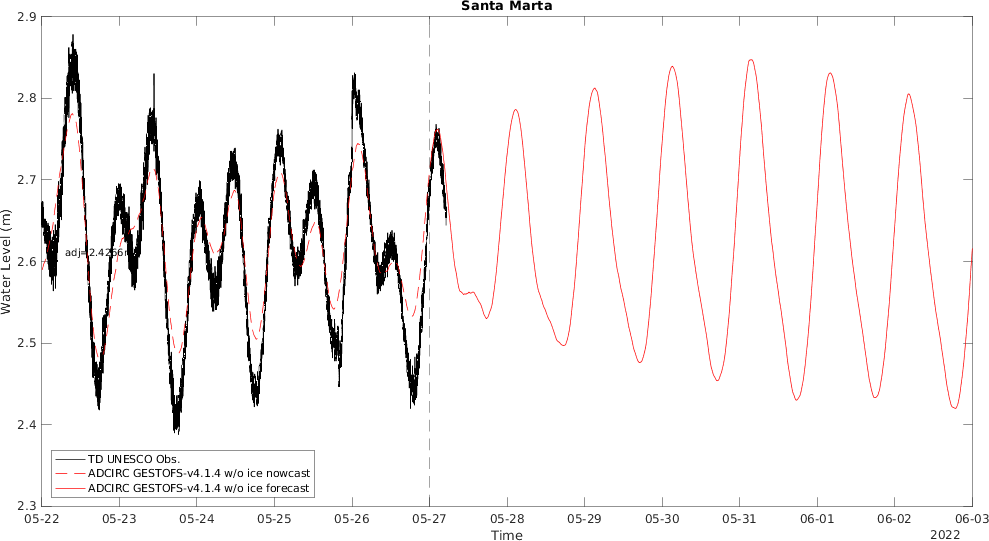 Santa Marta
2.9
2.8
2.7
2.6
2.5
2.4
2.3
Water Level (m)
adj=2.4266m
TD UNESCO Obs.
ADCIRC GESTOFS-v4.1.4 w/o ice nowcast
ADCIRC GESTOFS-v4.1.4 w/o ice forecast
05-22 05-23 05-24 05-25 05-26 05-27 05-28 05-29 05-30 05-31 06-01 06-02 06-03
Time
2022